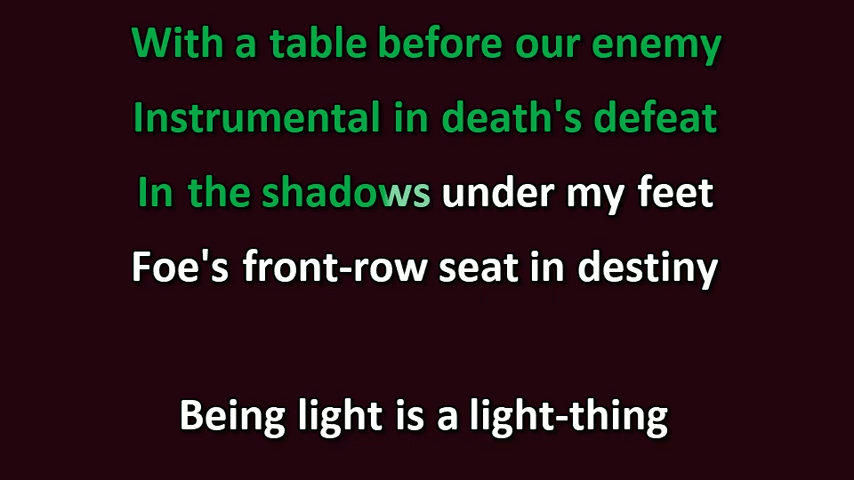 With a table before our enemy
Instrumental in death's defeat
In the shadows under my feet
Foe's front-row seat in destiny
Being light is a light-thing